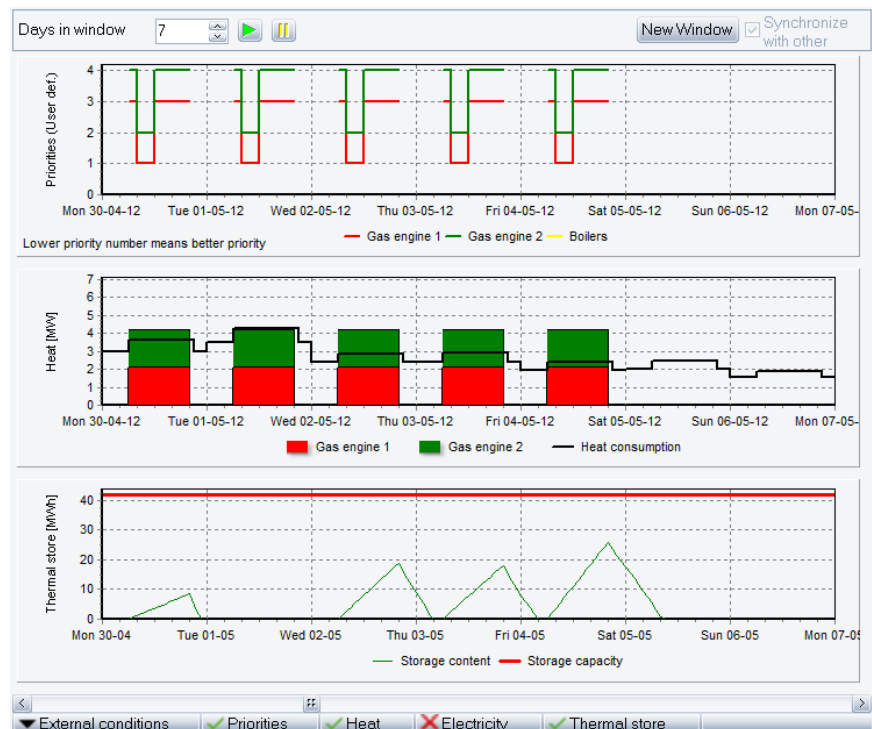 Days in window 7 New Window Synchronize with other
Priorities (User def.)
4
3
2
1
0
Mon 30-04-12 Tue 01-05-12 Wed 02-05-12 Thu 03-05-12 Fri 04-05-12 Sat 05-05-12 Sun 06-05-12 Mon 07-05-
Lower priority number means better priority
Gas engine 1 Gas engine 2 Boilers
Heat [MW]
7
6
5
4
3
2
1
0
Mon 30-04-12 Tue 01-05-12 Wed 02-05-12 Thu 03-05-12 Fri 04-05-12 Sat 05-05-12 Sun 06-05-12 Mon 07-05-
Gas engine 1 Gas engine 2 Heat consumption
Thermal store [MWh]
40
30
20
10
0
Mon 30-04 Tue 01-05 Wed 02-05 Thu 03-05 Fri 04-05 Sat 05-05 Sun 06-05 Mon 07-05
Storage content Storage capacity
External conditions Priorities Heat Electricity Thermal store